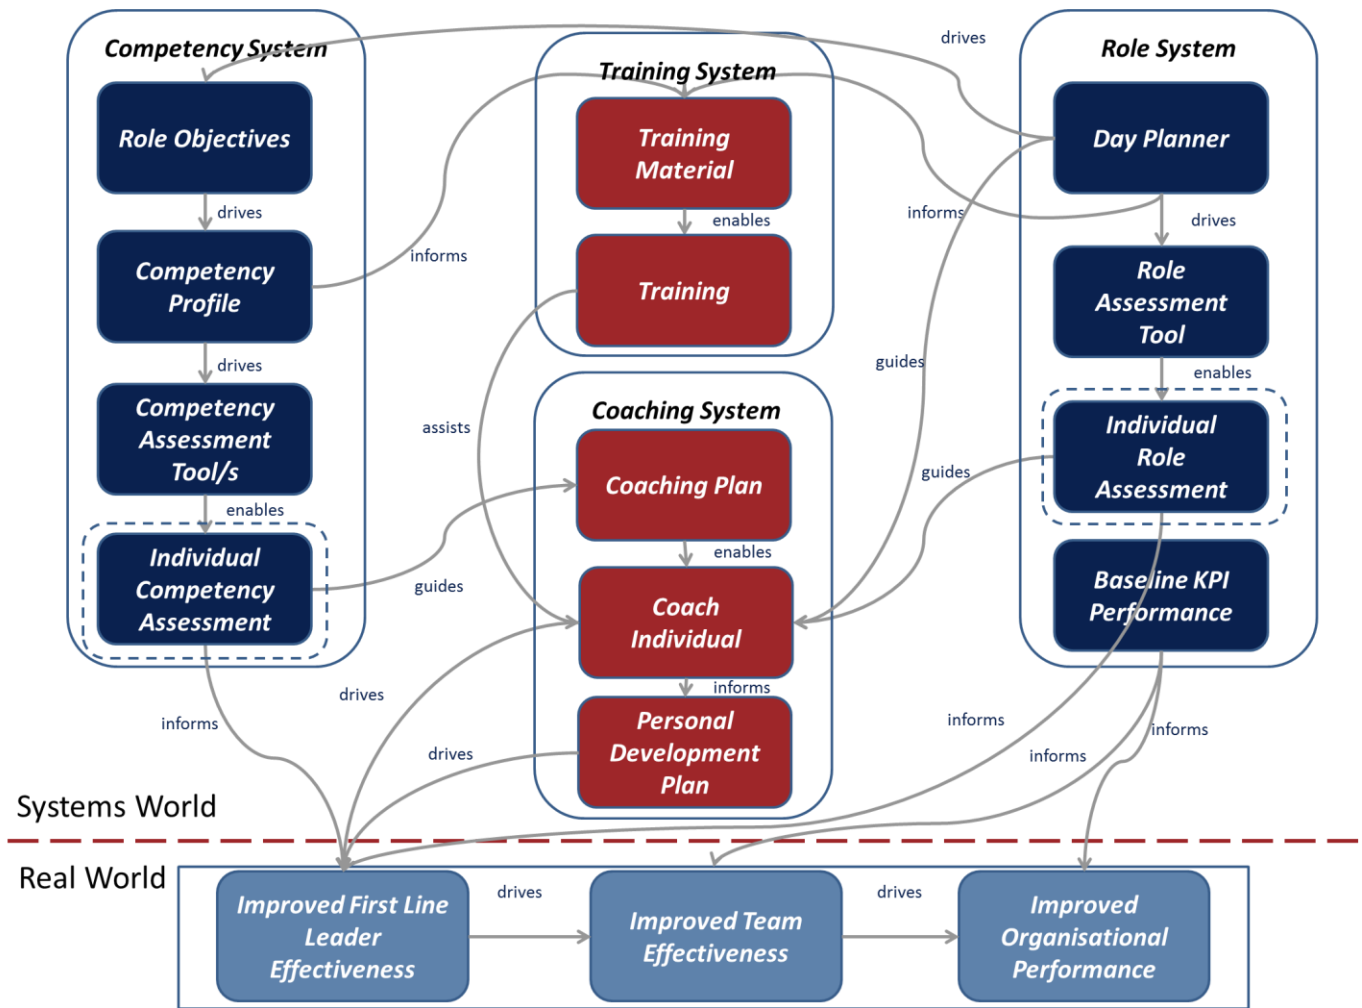 Competency System
Role Objectives
drives
Competency
Profile
drives
Competency
Assessment
Tool/s
enables
Individual
Competency
Assessment
informs
informs
Training System
Training
Material
enables
Training
assists
Coaching System
Coaching Plan
enables
Coach
Individual
informs
Personal
Development
Plan
guides
drives
drives
drives
Role System
Day Planner
informs
drives
Role
Assessment
Tool
enables
guides
Individual
Role
Assessment
guides
Baseline KPI
Performance
informs
informs
informs
Systems World
Real World
Improved First Line
Leader
Effectiveness
drives
Improved Team
Effectiveness
drives
Improved
Organisational
Performance